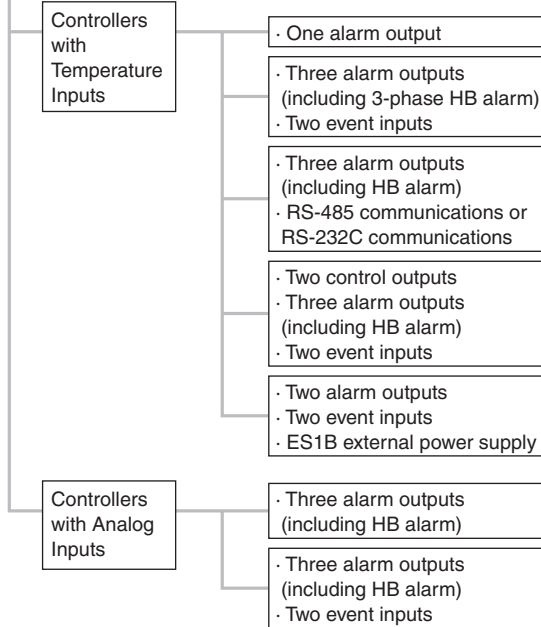 Controllers
with
Temperature
Inputs
· One alarm output
· Three alarm outputs
(including 3-phase HB alarm)
· Two event inputs
· Three alarm outputs
(including HB alarm)
· RS-485 communications or
RS-232C communications
· Two control outputs
· Three alarm outputs
(including HB alarm)
· Two event inputs
· Two alarm outputs
· Two event inputs
· ES1B external power supply
Controllers
with Analog
Inputs
· Three alarm outputs
(including HB alarm)
· Three alarm outputs
(including HB alarm)
· Two event inputs